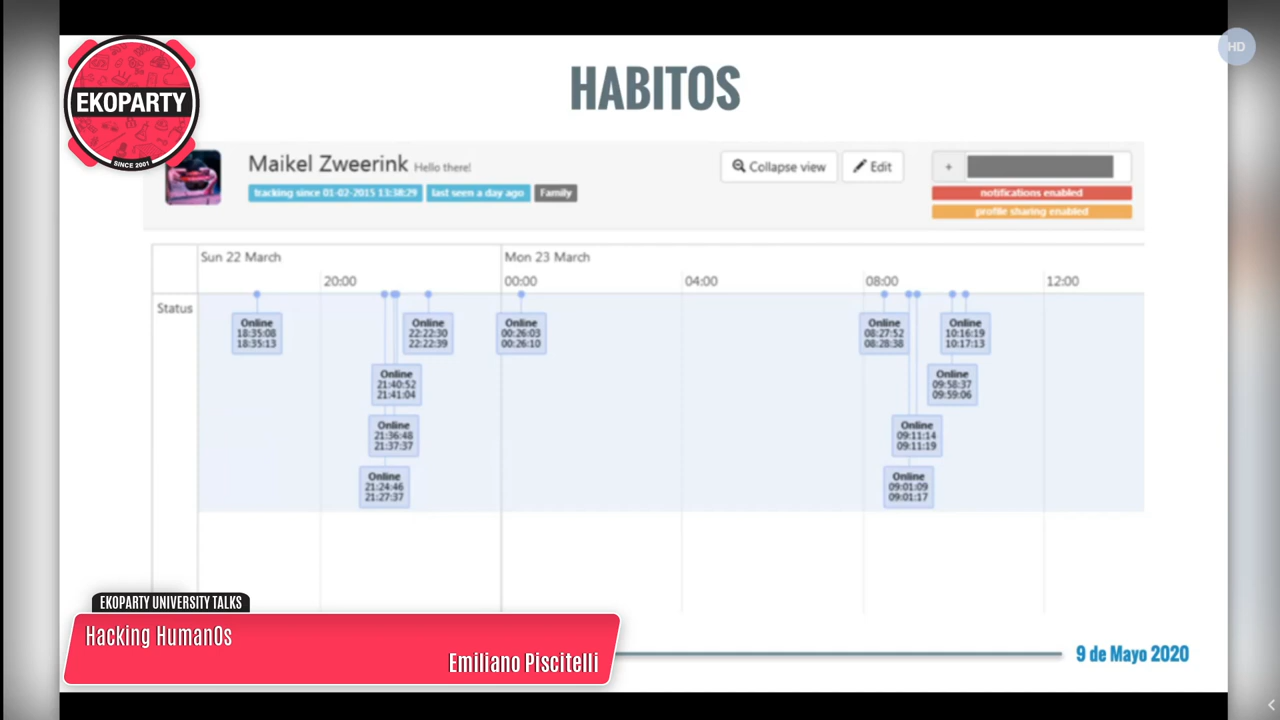 HD
EKOPARTY
SINCE 2001
HABITOS
Maikel Zweerink Hello there!
Collapse view
Edit
+
tracking since 01-02-2015 13:38:29
last seen a day ago
Family
notifications enabled
profile sharing enabled
Sun 22 March
Mon 23 March
20:00
00:00
04:00
08:00
12:00
Status
Online
18:35:08
18:35:13
Online
22:22:30
22:22:39
Online
00:26:03
00:26:10
Online
08:27:52
08:28:38
Online
10:16:19
10:17:13
Online
21:40:52
21:41:04
Online
09:58:37
09:59:06
Online
21:36:48
21:37:37
Online
09:11:14
09:11:19
Online
21:24:46
21:27:37
Online
09:01:09
09:01:17
EKOPARTY UNIVERSITY TALKS
Hacking HumanOs
Emiliano Piscitelli
9 de Mayo 2020